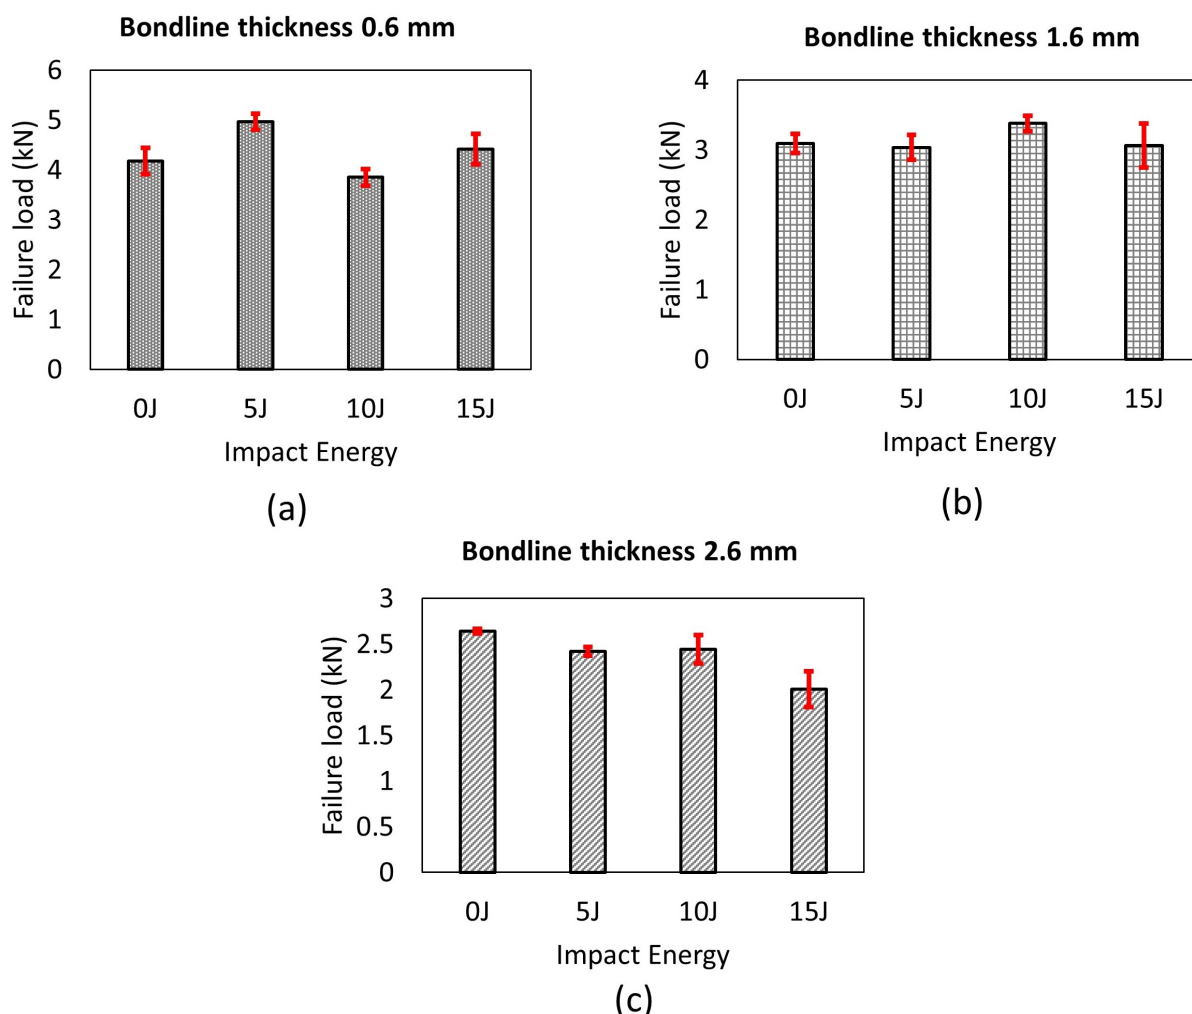 Bondline thickness 0.6 mm
Failure load (kN)
6
5
4
3
2
1
0
0J 5J 10J 15J
Impact Energy
(a)
Bondline thickness 1.6 mm
Failure load (kN)
4
3
2
1
0
0J 5J 10J 15J
Impact Energy
(b)
Bondline thickness 2.6 mm
Failure load (kN)
3
2.5
2
1.5
1
0.5
0
0J 5J 10J 15J
Impact Energy
(c)